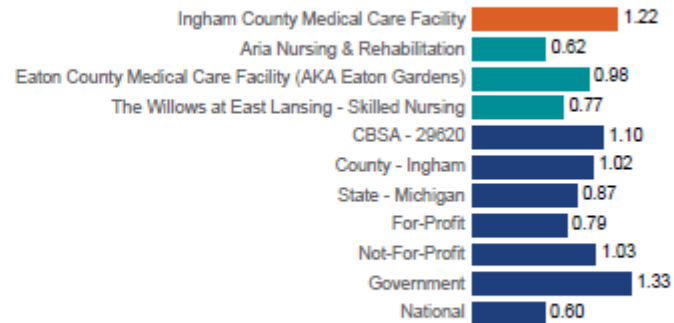 Ingham County Medical Care Facility 1.22
Aria Nursing & Rehabilitation 0.62
Eaton County Medical Care Facility (AKA Eaton Gardens) 0.98
The Willows at East Lansing - Skilled Nursing 0.77
CBSA - 29620 1.10
County - Ingham 1.02
State - Michigan 0.87
For-Profit 0.79
Not-For-Profit 1.03
Government 1.33
National 0.60